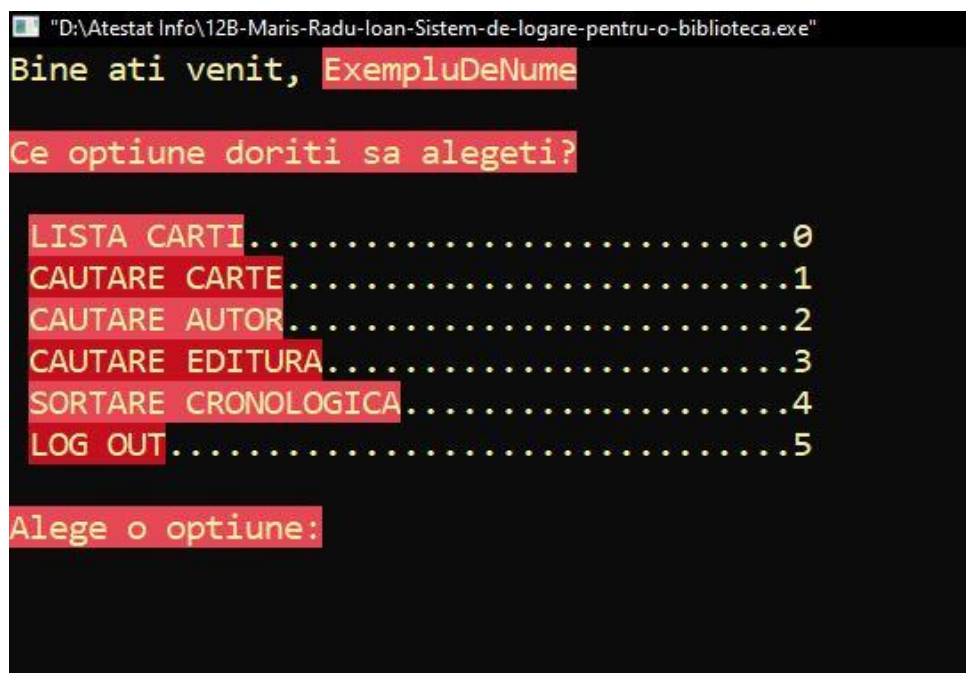 "D:\Atestat Info\12B-Maris-Radu-Ioan-Sistem-de-logare-pentru-o-biblioteca.exe"
Bine ati venit, ExempluDeNume
Ce optiune doriti sa alegeti?
LISTA CARTI............................0
CAUTARE CARTE..........................1
CAUTARE AUTOR..........................2
CAUTARE EDITURA........................3
SORTARE CRONOLOGICA....................4
LOG OUT................................5
Alege o optiune: